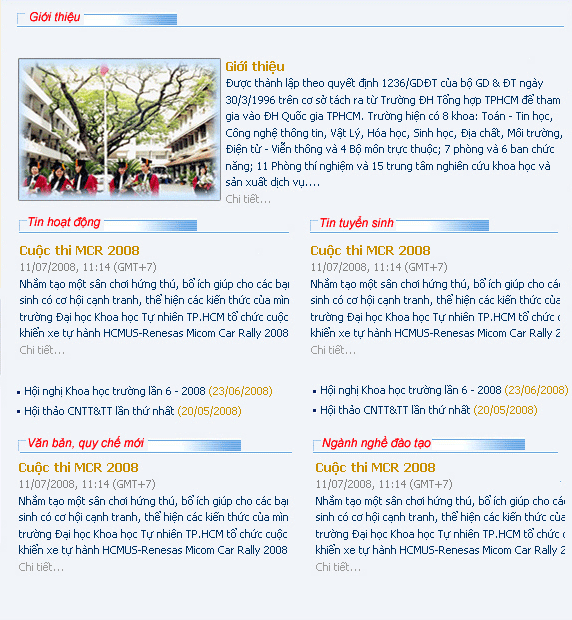 Giới thiệu
Giới thiệu
Được thành lập theo quyết định 1236/GDĐT của bộ GD & ĐT ngày
30/3/1996 trên cơ sở tách ra từ Trường ĐH Tổng hợp TPHCM để tham
gia vào ĐH Quốc gia TPHCM. Trường hiện có 8 khoa: Toán - Tin học,
Công nghệ thông tin, Vật Lý, Hóa học, Sinh học, Địa chất, Môi trường,
Điện tử - Viễn thông và 4 Bộ môn trực thuộc; 7 phòng và 6 ban chức
năng; 11 Phòng thí nghiệm và 15 trung tâm nghiên cứu khoa học và
sản xuất dịch vụ....
Chi tiết...
Tin hoạt động
Cuộc thi MCR 2008
11/07/2008, 11:14 (GMT+7)
Nhằm tạo một sân chơi hứng thú, bổ ích giúp cho các bạn
sinh có cơ hội cạnh tranh, thể hiện các kiến thức của mìn
trường Đại học Khoa học Tự nhiên TP.HCM tổ chức cuộc
khiển xe tự hành HCMUS-Renesas Micom Car Rally 2008
Chi tiết...
Hội nghị Khoa học trường lần 6 - 2008 (23/06/2008)
Hội thảo CNTT&TT lần thứ nhất (20/05/2008)
Tin tuyển sinh
Cuộc thi MCR 2008
11/07/2008, 11:14 (GMT+7)
Nhằm tạo một sân chơi hứng thú, bổ ích giúp cho các
sinh có cơ hội cạnh tranh, thể hiện các kiến thức của
trường Đại học Khoa học Tự nhiên TP.HCM tổ chức c
khiển xe tự hành HCMUS-Renesas Micom Car Rally 2
Chi tiết...
Hội nghị Khoa học trường lần 6 - 2008 (23/06/2008)
Hội thảo CNTT&TT lần thứ nhất (20/05/2008)
Văn bản, quy chế mới
Cuộc thi MCR 2008
11/07/2008, 11:14 (GMT+7)
Nhằm tạo một sân chơi hứng thú, bổ ích giúp cho các bạn
sinh có cơ hội cạnh tranh, thể hiện các kiến thức của mìn
trường Đại học Khoa học Tự nhiên TP.HCM tổ chức cuộc
khiển xe tự hành HCMUS-Renesas Micom Car Rally 2008
Chi tiết...
Ngành nghề đào tạo
Cuộc thi MCR 2008
11/07/2008, 11:14 (GMT+7)
Nhằm tạo một sân chơi hứng thú, bổ ích giúp cho các
sinh có cơ hội cạnh tranh, thể hiện các kiến thức của
trường Đại học Khoa học Tự nhiên TP.HCM tổ chức c
khiển xe tự hành HCMUS-Renesas Micom Car Rally 2
Chi tiết...